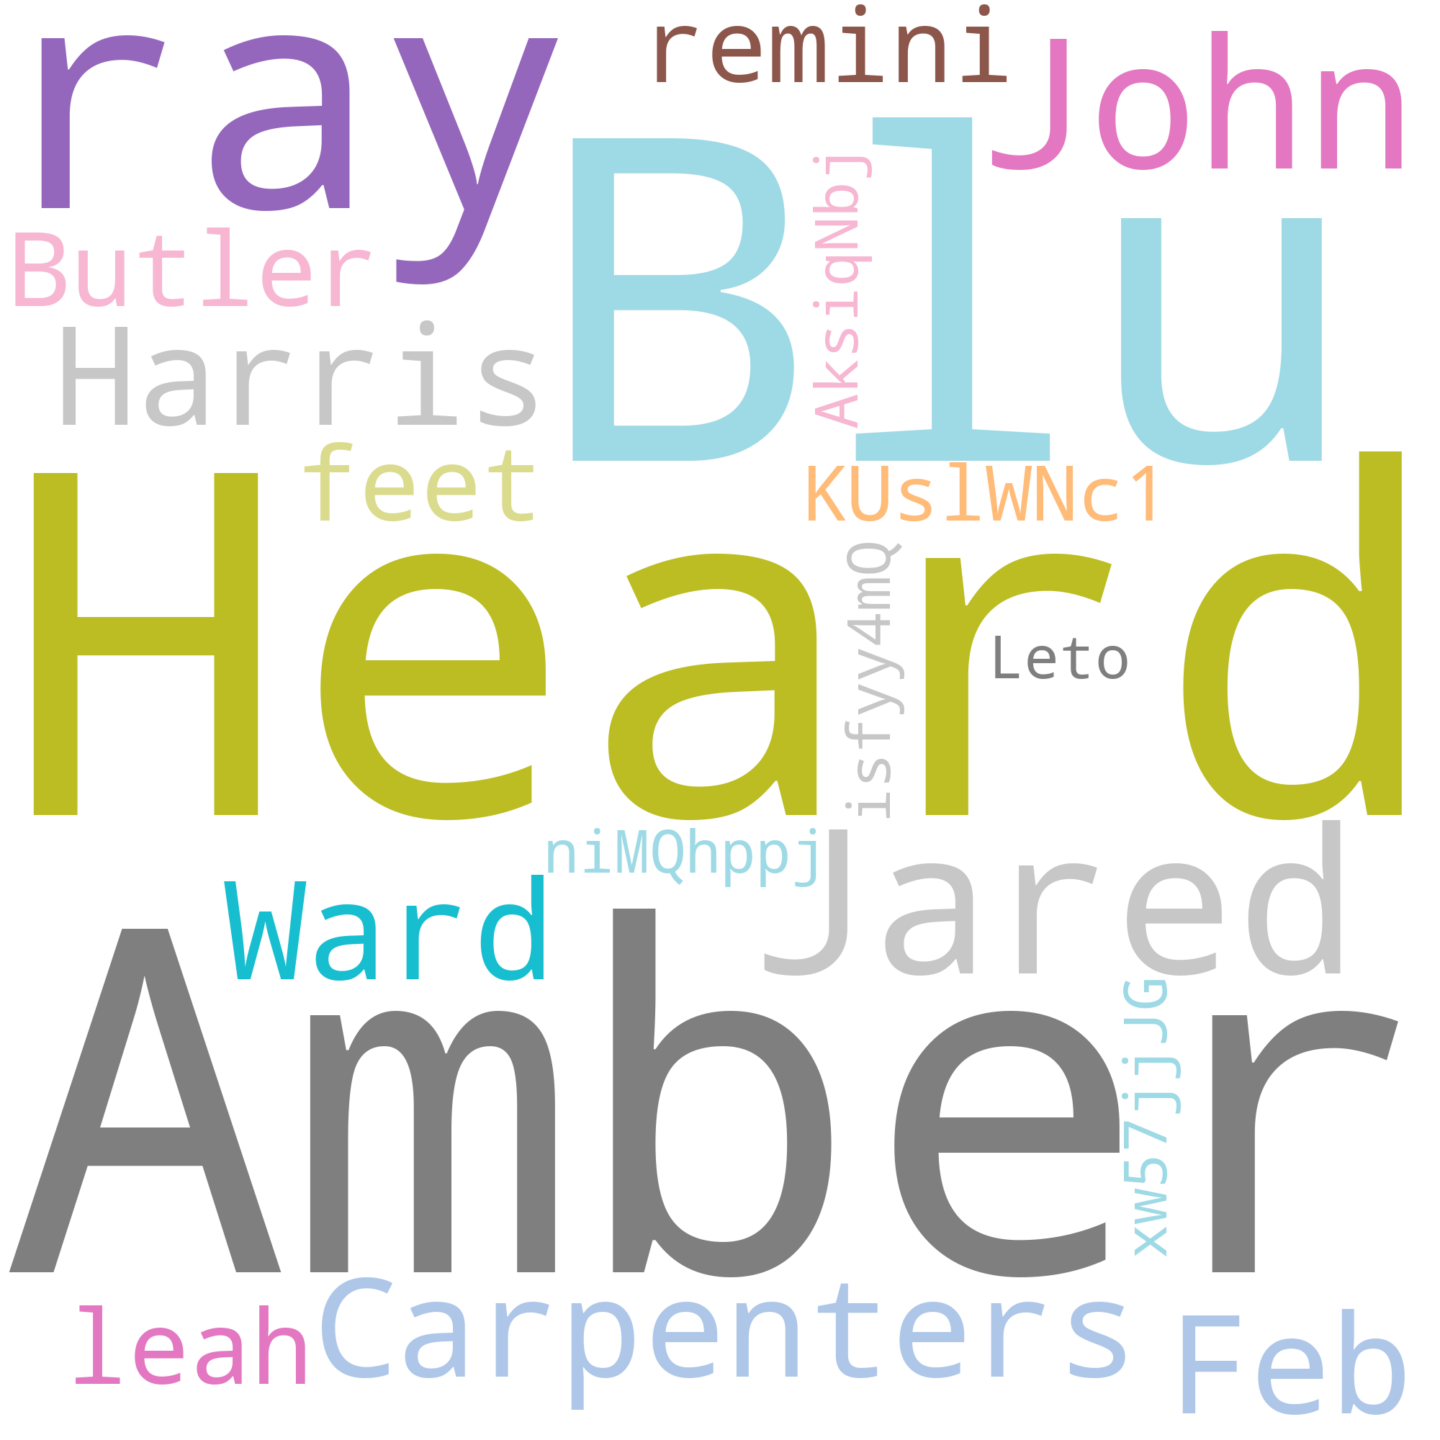 ray
remini
John
Blu
AksiqNbj
Butler
Harris
feet
KUslWNc1
Heard
isfyy4mQ
Leto
niMQhppj
Jared
Ward
Amber
xw57jjJG
leah
Carpenters
Feb